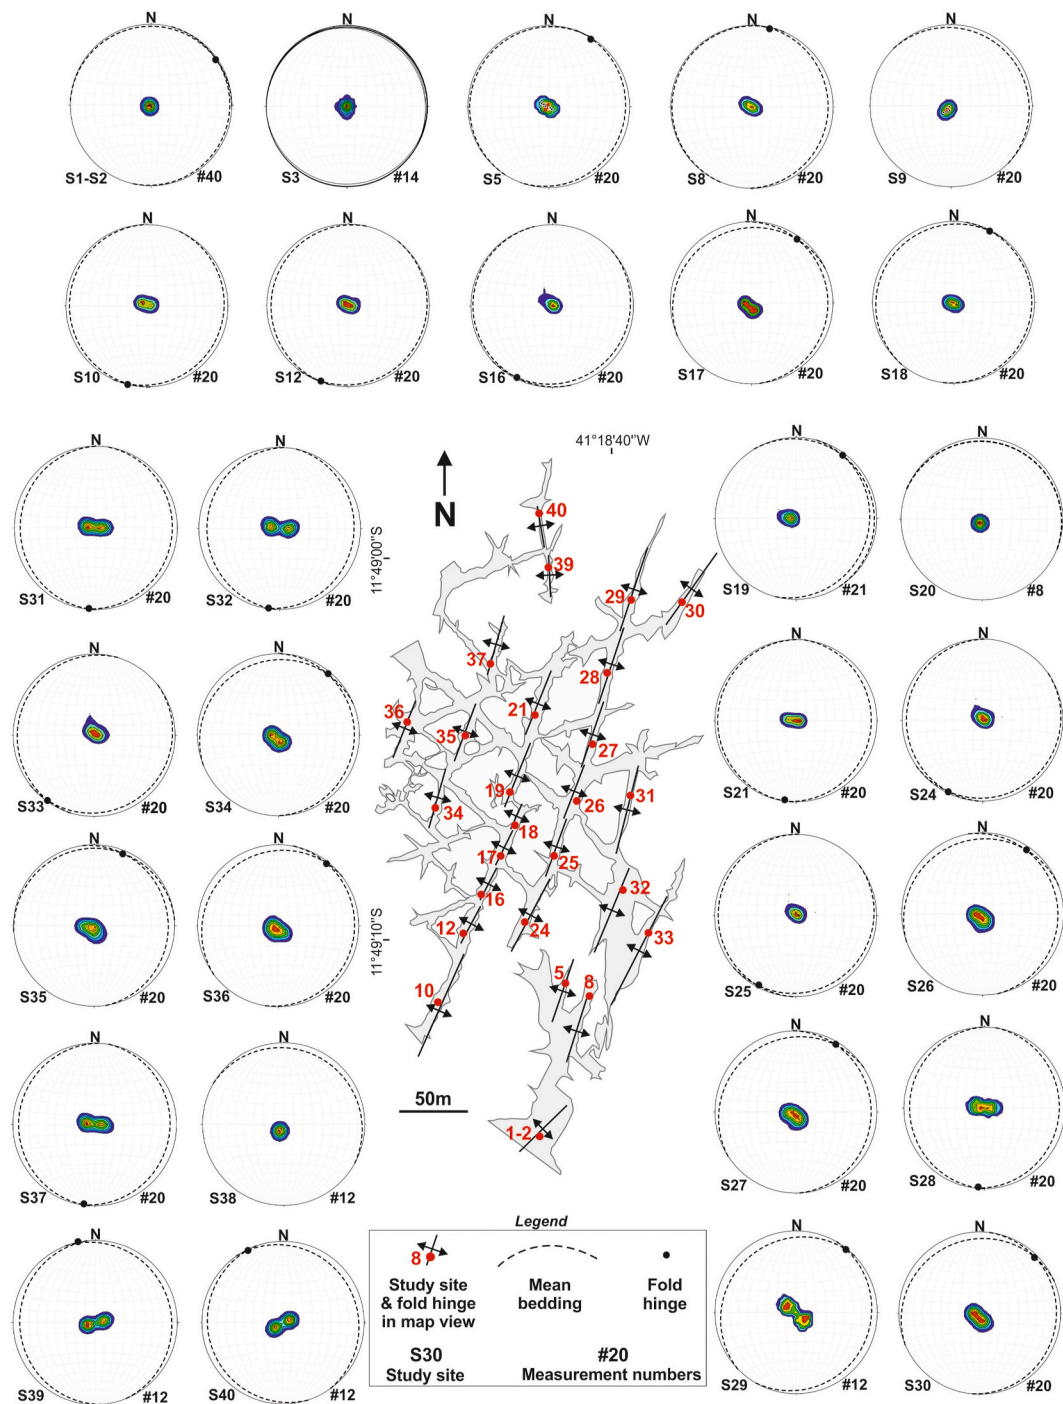 N
N
N
N
N
S1-S2
#40
S3
#14
S5
#20
S8
#20
S9
#20
N
N
N
N
N
S10
#20
S12
#20
S16
#20
S17
#20
S18
#20
N
N
S31
#20
S32
#20
N
N
S33
#20
S34
#20
N
N
S35
#20
S36
#20
N
N
S37
#20
S38
#12
N
N
S39
#12
S40
#12
41°18'40"W
N
11°49'00"S
11°49'10"S
40
39
29
30
37
28
36
21
35
27
19
26
31
34
18
17
25
16
32
12
24
33
5
8
10
1-2
50m
N
N
S19
#21
S20
#8
N
N
S21
#20
S24
#20
N
N
S25
#20
S26
#20
N
N
S27
#20
S28
#20
N
N
S29
#12
S30
#20
Legend
8
Study site
& fold hinge
in map view
Mean
bedding
Fold
hinge
S30
Study site
#20
Measurement numbers